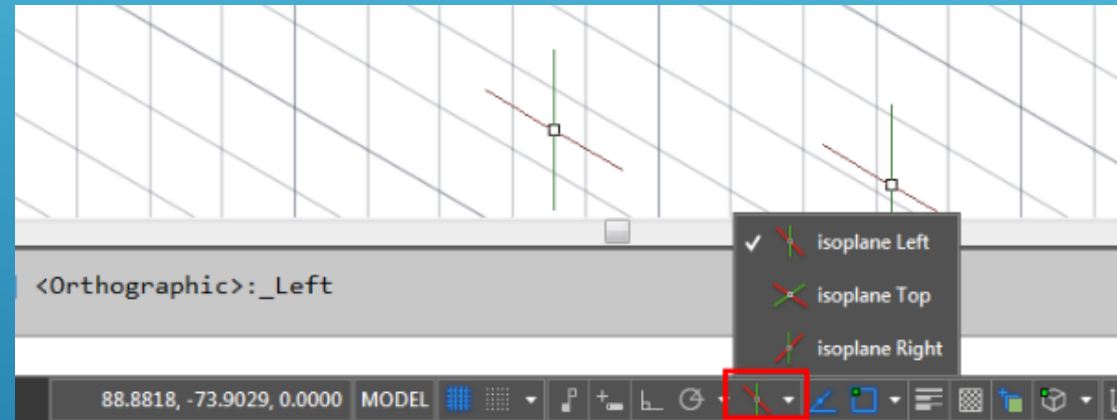 isoplane Left
<Orthographic>:_Left
isoplane Top
isoplane Right
88.8818, -73.9029, 0.0000 MODEL